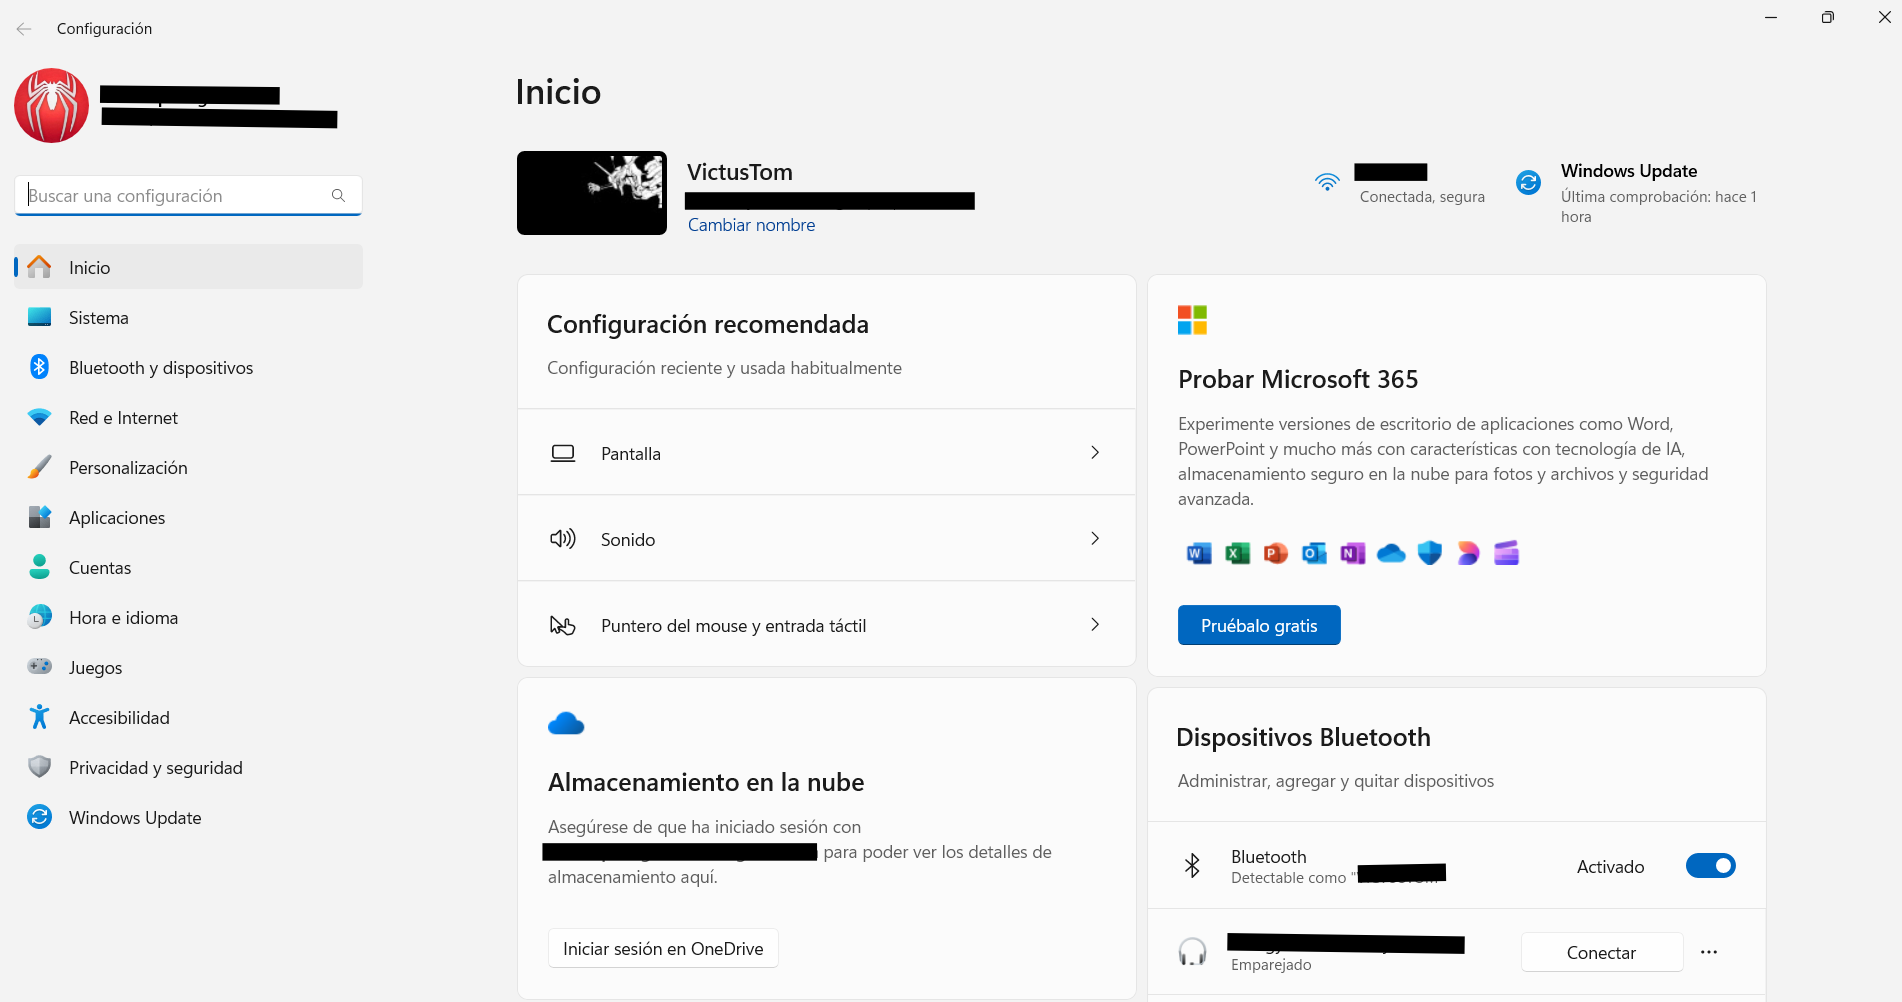 Configuración
Buscar una configuración
Inicio
Sistema
Bluetooth y dispositivos
Red e Internet
Personalización
Aplicaciones
Cuentas
Hora e idioma
Juegos
Accesibilidad
Privacidad y seguridad
Windows Update
Inicio
VictusTom
Cambiar nombre
Conectada, segura
Windows Update
Última comprobación: hace 1
hora
Configuración recomendada
Configuración reciente y usada habitualmente
Pantalla
Sonido
Puntero del mouse y entrada táctil
Almacenamiento en la nube
Asegúrese de que ha iniciado sesión con
para poder ver los detalles de
almacenamiento aquí.
Iniciar sesión en OneDrive
Probar Microsoft 365
Experimente versiones de escritorio de aplicaciones como Word,
PowerPoint y mucho más con características con tecnología de IA,
almacenamiento seguro en la nube para fotos y archivos y seguridad
avanzada.
Pruébalo gratis
Dispositivos Bluetooth
Administrar, agregar y quitar dispositivos
Bluetooth
Detectable como "
Activado
Emparejado
Conectar